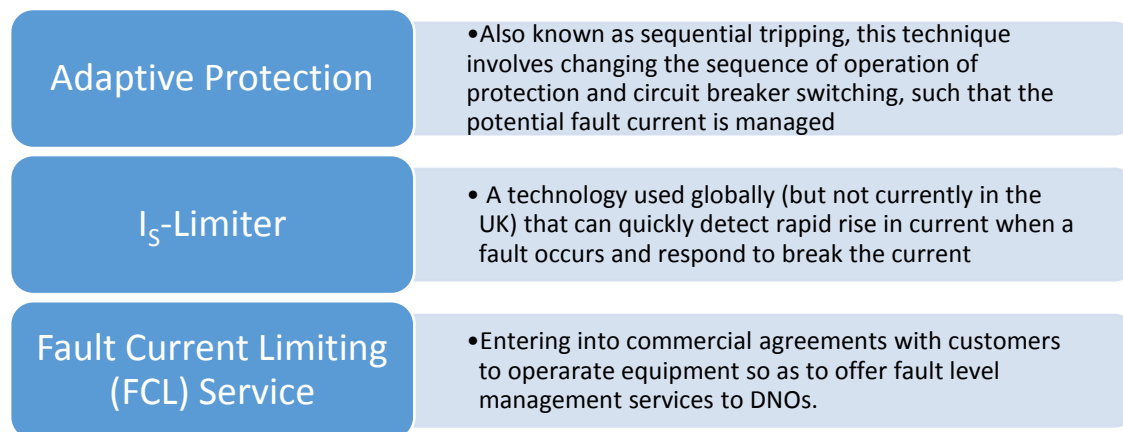 Adaptive Protection
•Also known as sequential tripping, this technique
involves changing the sequence of operation of
protection and circuit breaker switching, such that the
potential fault current is managed
I_S-Limiter
• A technology used globally (but not currently in the
UK) that can quickly detect rapid rise in current when a
fault occurs and respond to break the current
Fault Current Limiting
(FCL) Service
•Entering into commercial agreements with customers
to operarate equipment so as to offer fault level
management services to DNOs.